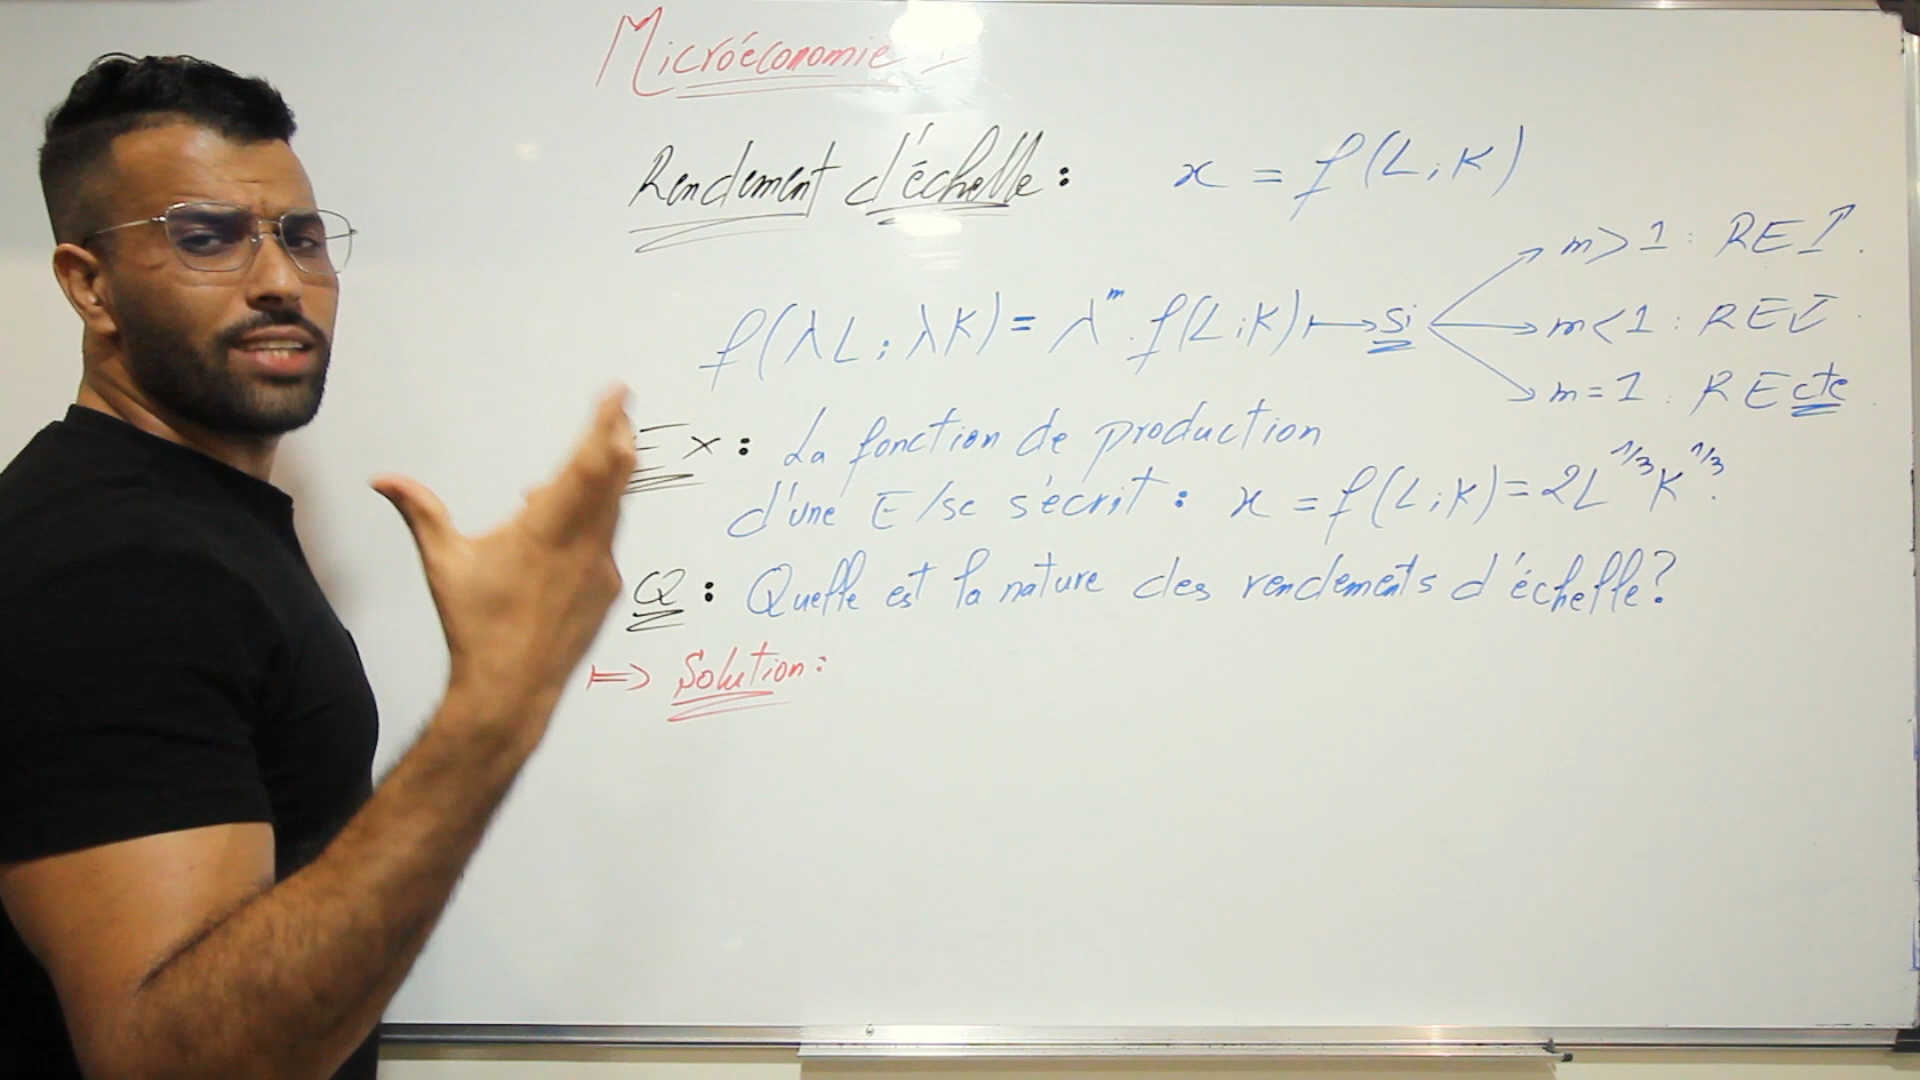 Microéconomie I
Rendement d'échelle : x = f(L;K)
f(λL; λK) = λ^m . f(L;K) ↦ Si
m > 1 : RE↑.
m < 1 : RE↓.
m = 1 : RE cte
Ex : La fonction de production
d'une E/se s'écrit : x = f(L;K) = 2L^1/3 K^1/3.
Q : Quelle est la nature des rendements d'échelle ?
↦ Solution :